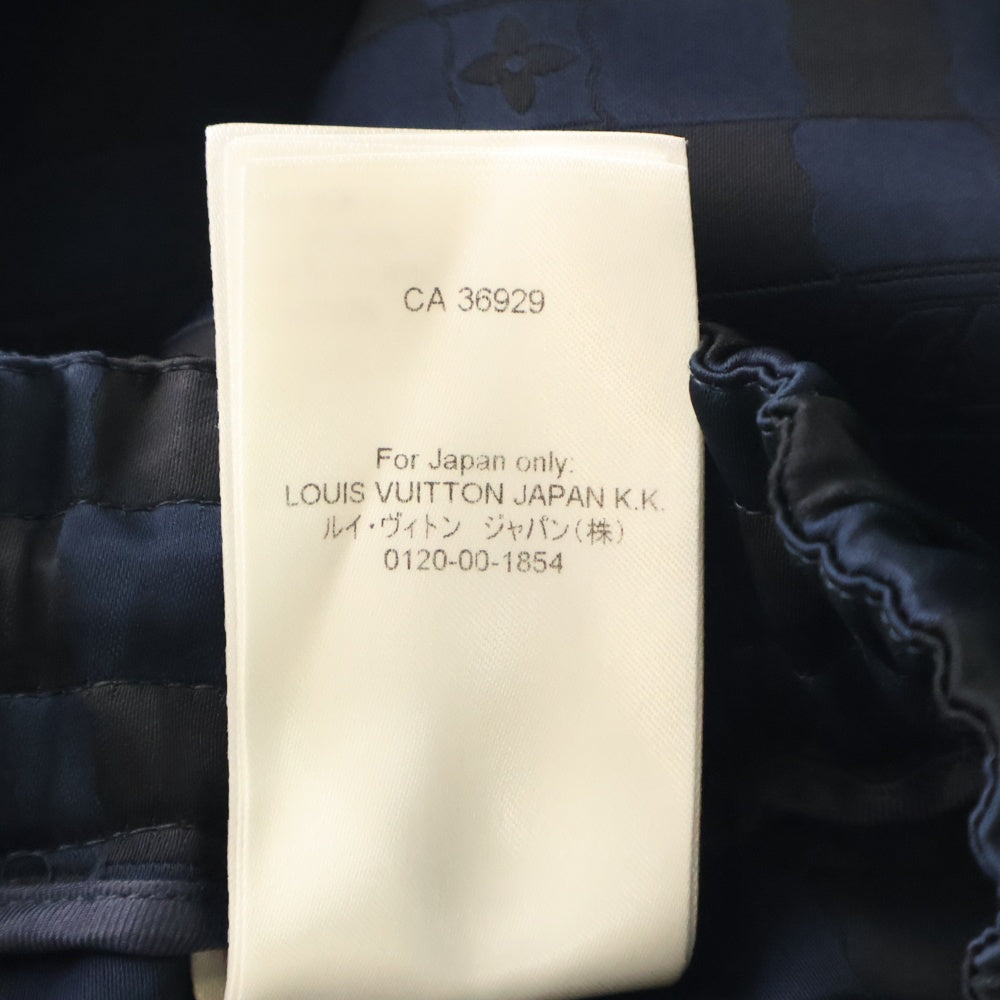 CA 36929
For Japan only:
LOUIS VUITTON JAPAN K.K.
ルイ・ヴィトン ジャパン(株)
0120-00-1854